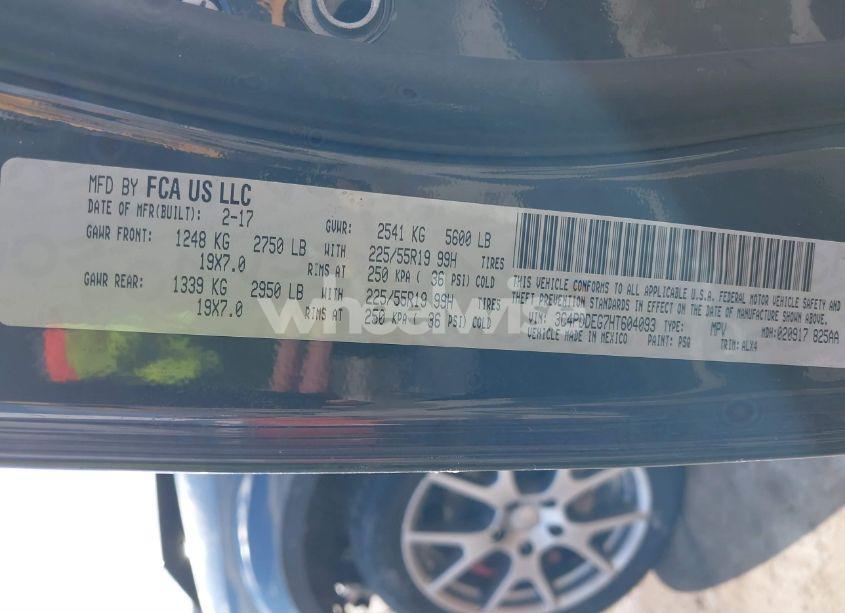 MFD BY FCA US LLC
DATE OF MFR(BUILT): 2-17 GVWR: 2541 KG 5600 LB
GAWR FRONT: 1248 KG 2750 LB WITH 225/55R19 99H TIRES
19X7.0 RIMS AT 250 KPA ( 36 PSI) COLD
GAWR REAR: 1339 KG 2950 LB WITH 225/55R19 99H TIRES
19X7.0 RIMS AT 250 KPA ( 36 PSI) COLD
THIS VEHICLE CONFORMS TO ALL APPLICABLE U.S.A. FEDERAL MOTOR VEHICLE SAFETY AND
THEFT PREVENTION STANDARDS IN EFFECT ON THE DATE OF MANUFACTURE SHOWN ABOVE.
VIN: 3C4PDDEG7HT604093 TYPE: MPV MDH: 020917 825AA
VEHICLE MADE IN MEXICO PAINT: PSQ TRIM: ALX4
wheelwis